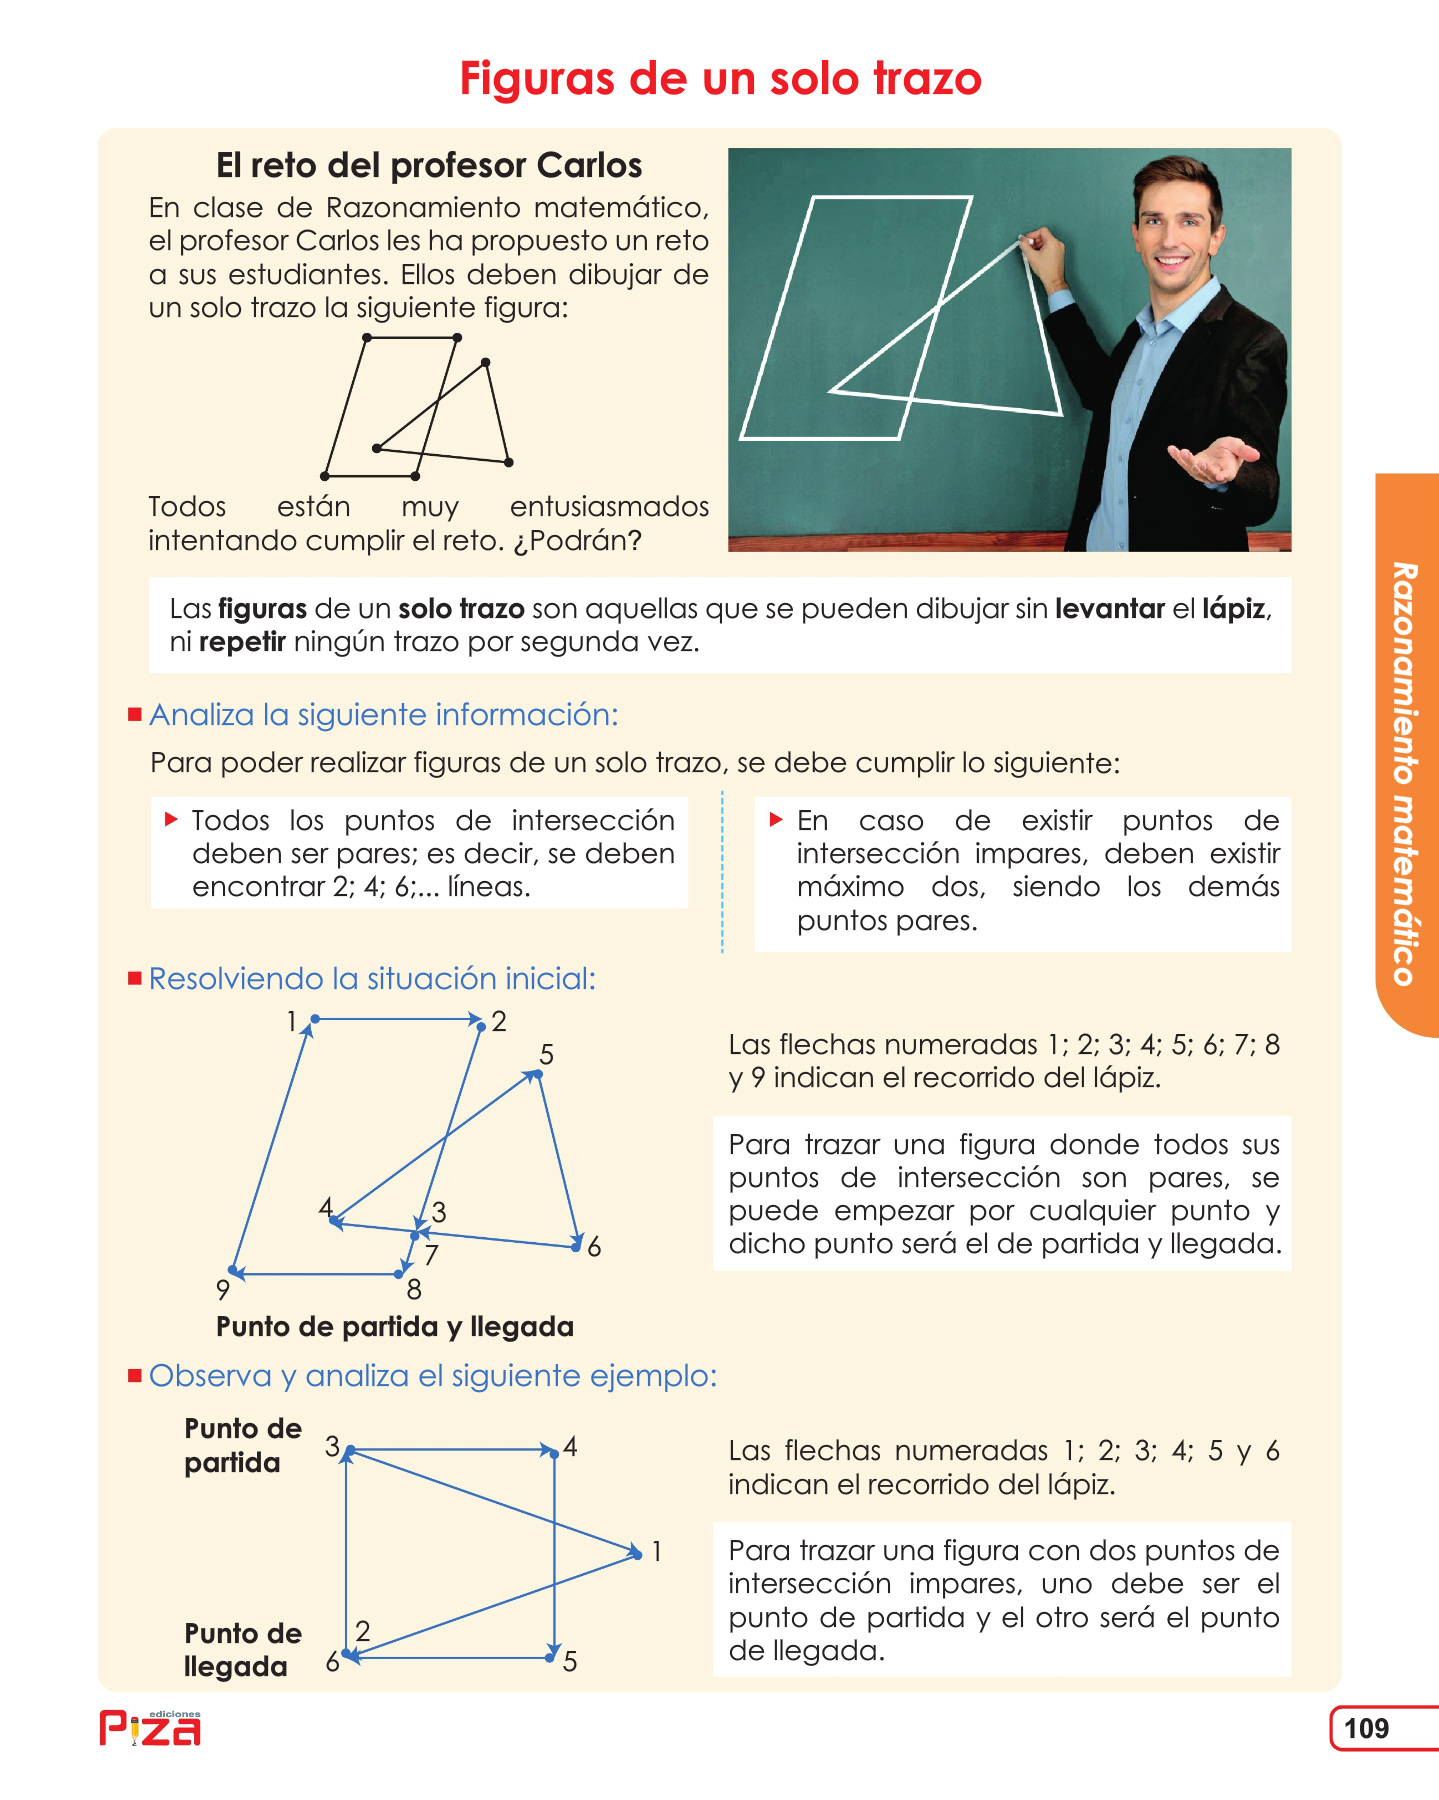 Figuras de un solo trazo
El reto del profesor Carlos
En clase de Razonamiento matemático,
el profesor Carlos les ha propuesto un reto
a sus estudiantes. Ellos deben dibujar de
un solo trazo la siguiente figura:
Todos están muy entusiasmados
intentando cumplir el reto. ¿Podrán?
Las figuras de un solo trazo son aquellas que se pueden dibujar sin levantar el lápiz,
ni repetir ningún trazo por segunda vez.
Analiza la siguiente información:
Para poder realizar figuras de un solo trazo, se debe cumplir lo siguiente:
Todos los puntos de intersección
deben ser pares; es decir, se deben
encontrar 2; 4; 6;... líneas.
En caso de existir puntos de
intersección impares, deben existir
máximo dos, siendo los demás
puntos pares.
Resolviendo la situación inicial:
1
2
5
4
3
6
7
9
8
Punto de partida y llegada
Las flechas numeradas 1; 2; 3; 4; 5; 6; 7; 8
y 9 indican el recorrido del lápiz.
Para trazar una figura donde todos sus
puntos de intersección son pares, se
puede empezar por cualquier punto y
dicho punto será el de partida y llegada.
Observa y analiza el siguiente ejemplo:
Punto de
partida
3
4
1
Punto de
llegada
2
6
5
Las flechas numeradas 1; 2; 3; 4; 5 y 6
indican el recorrido del lápiz.
Para trazar una figura con dos puntos de
intersección impares, uno debe ser el
punto de partida y el otro será el punto
de llegada.
Razonamiento matemático
ediciones
Piza
109